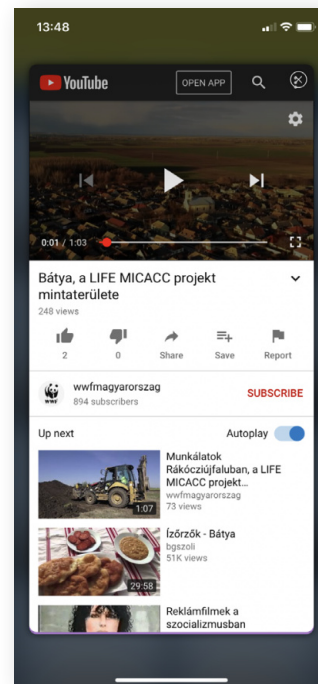 13:48
YouTube
OPEN APP
0:01 / 1:03
Bátya, a LIFE MICACC projekt
mintaterülete
248 views
2
0
Share
Save
Report
WWF
wwfmagyarorszag
894 subscribers
SUBSCRIBE
Up next
Autoplay
1:07
Munkálatok
Rákócziújfaluban, a LIFE
MICACC projekt...
wwfmagyarorszag
73 views
29:58
Ízőrzők - Bátya
bgszoli
51K views
Reklámfilmek a
szocializmusban